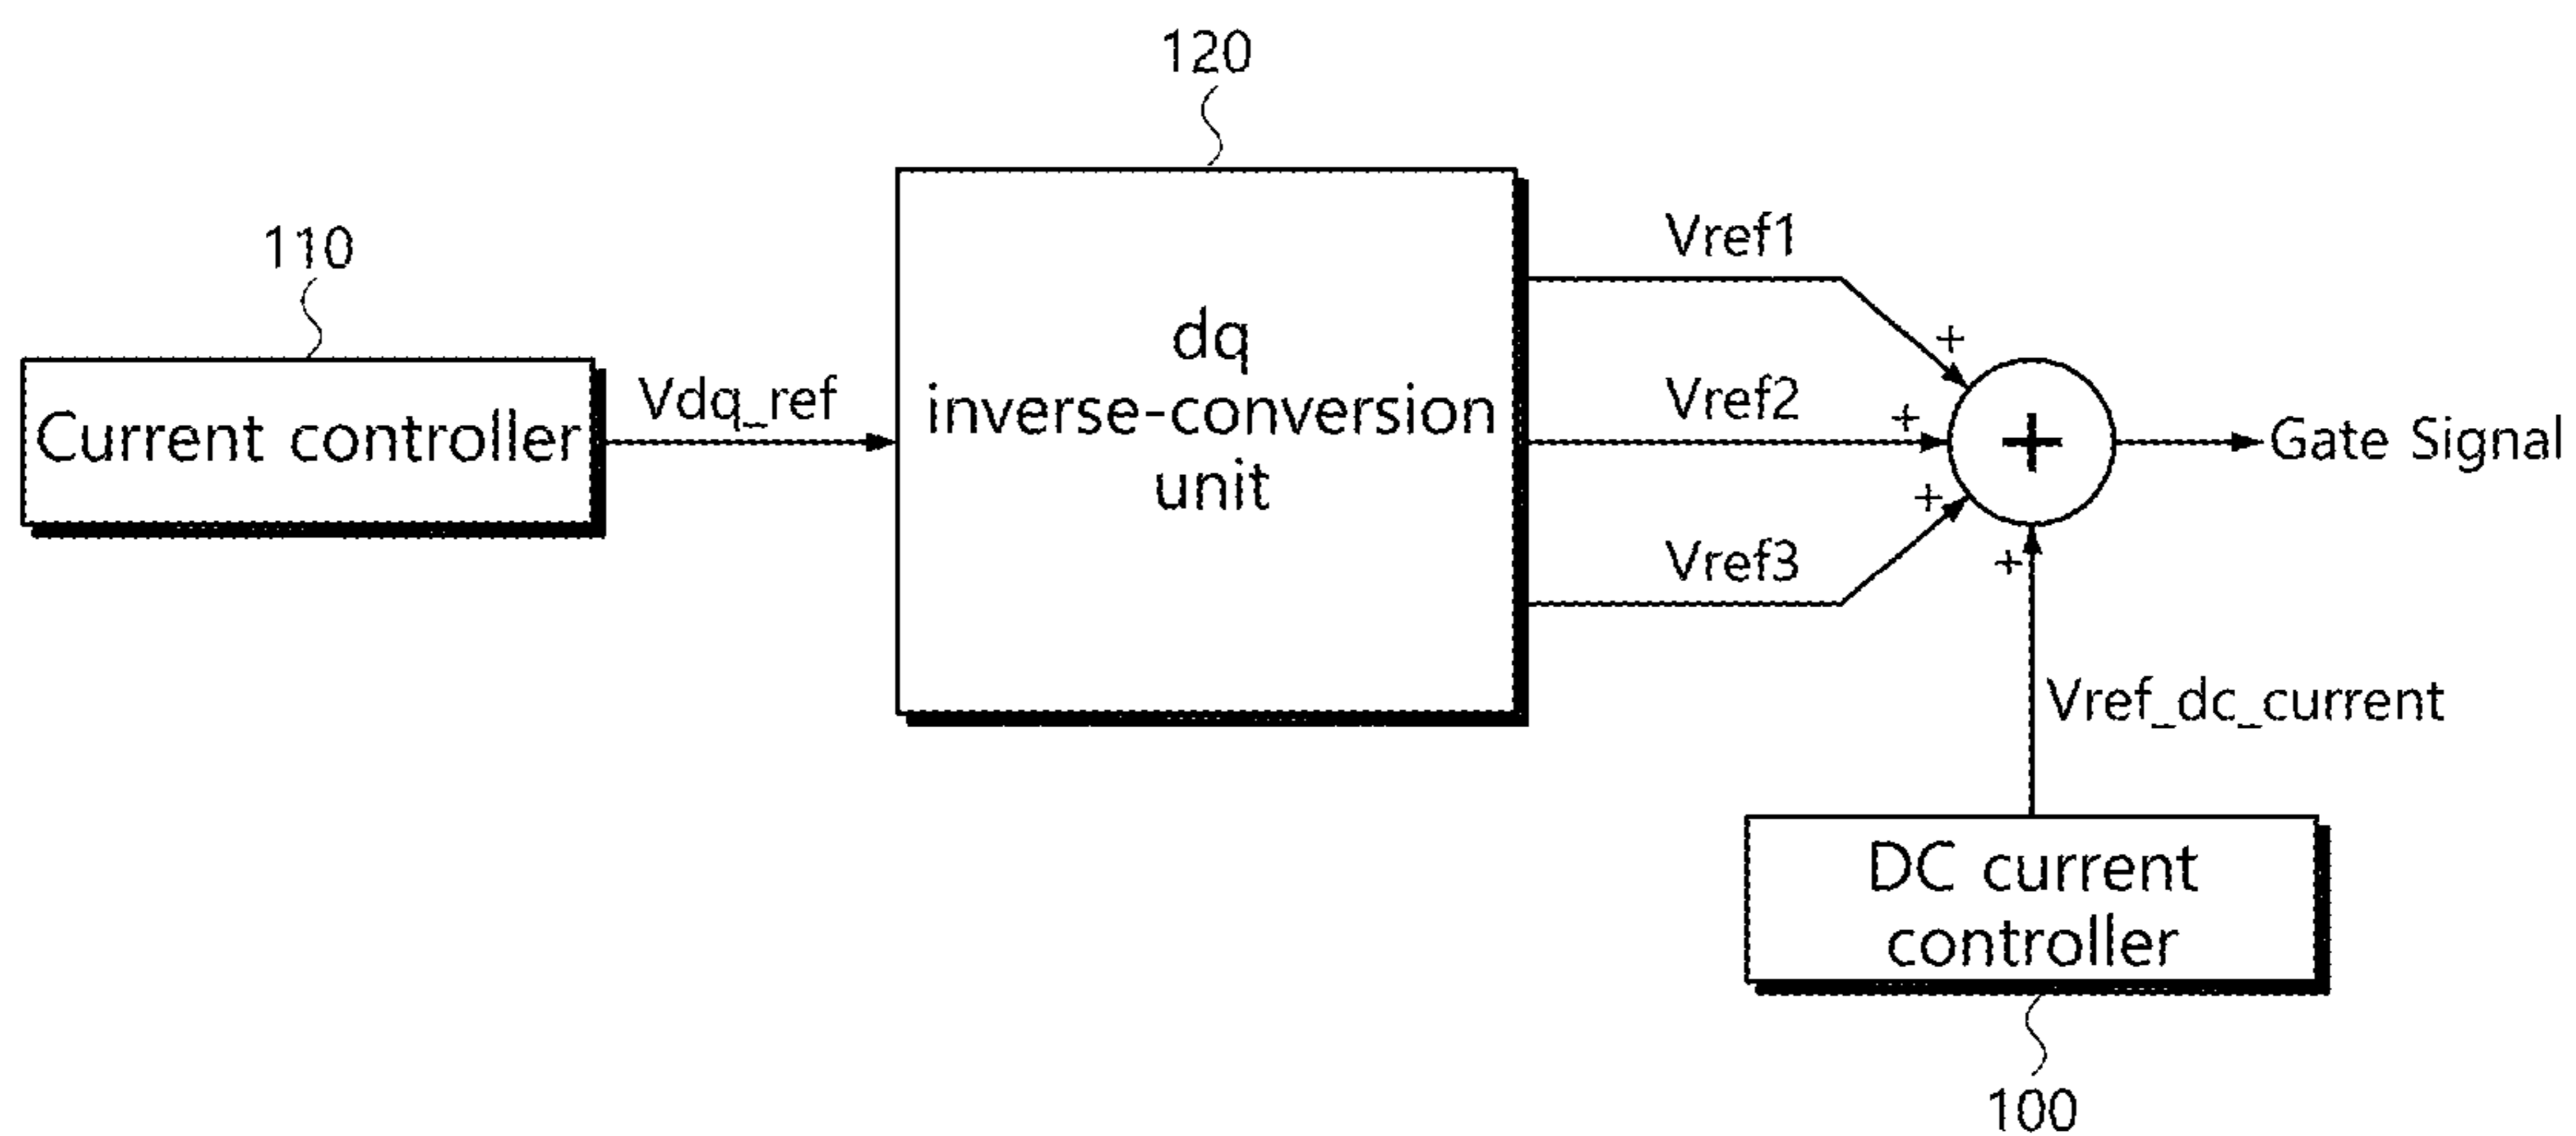 120
110
Vref1
dq
+
Current controller
Vdq_ref
inverse-conversion
Vref2
+
+
Gate Signal
unit
+
Vref3
+
Vref_dc_current
DC current
controller
100